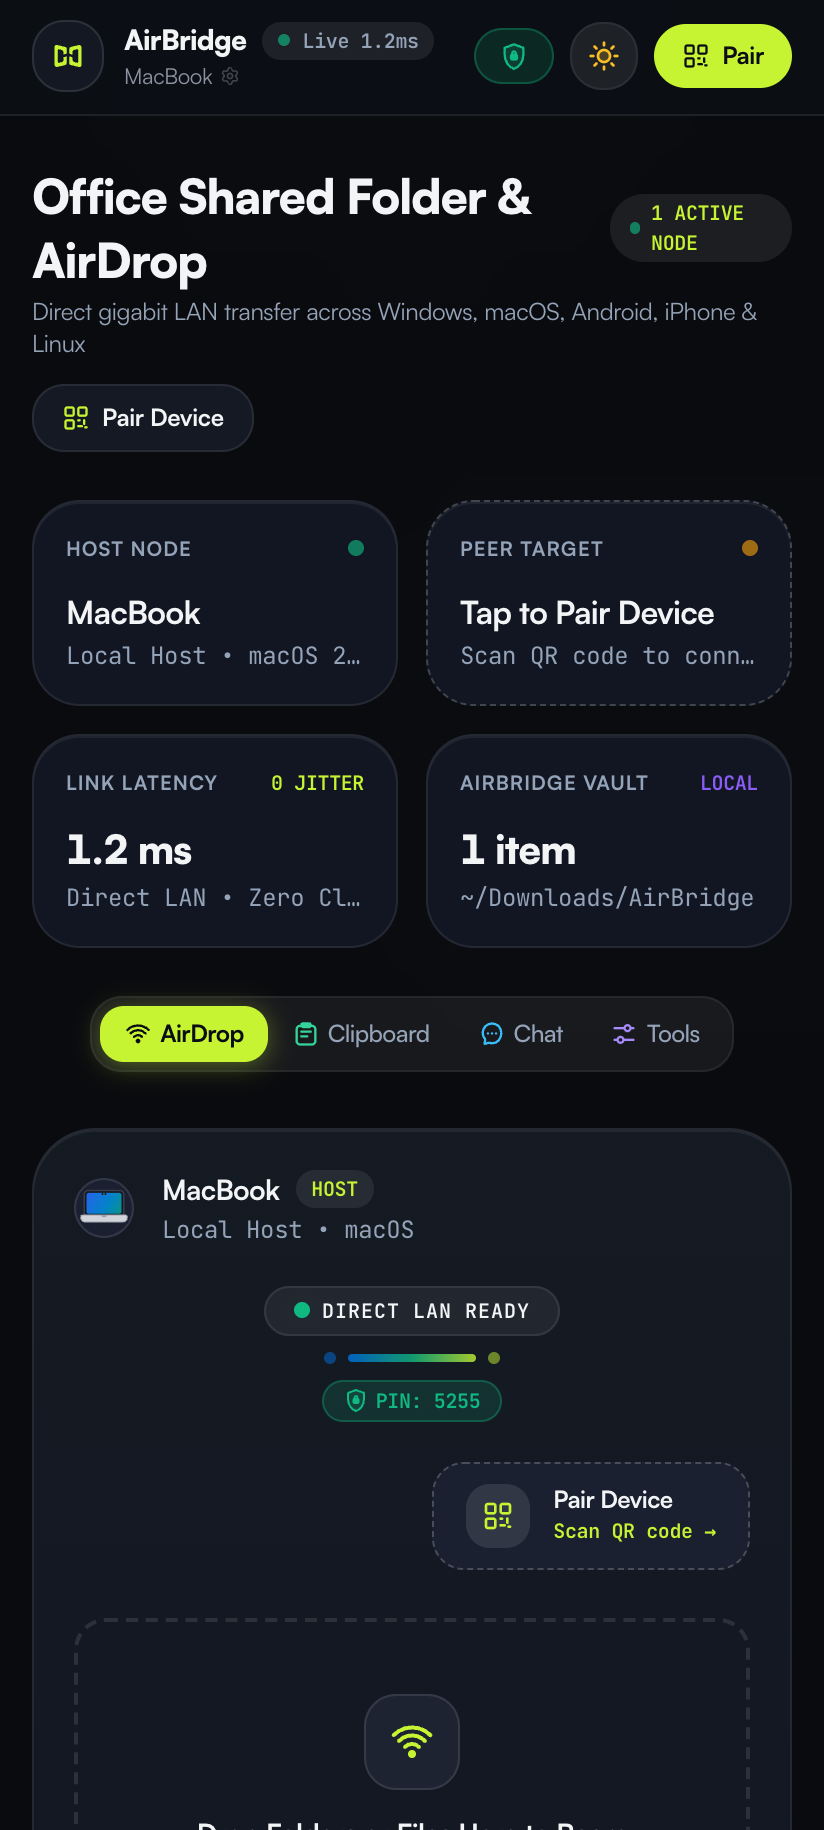 AirBridge
Live 1.2ms
MacBook
Pair
Office Shared Folder &
AirDrop
1 ACTIVE
NODE
Direct gigabit LAN transfer across Windows, macOS, Android, iPhone &
Linux
Pair Device
HOST NODE
MacBook
Local Host • macOS 2…
PEER TARGET
Tap to Pair Device
Scan QR code to conn…
LINK LATENCY
0 JITTER
1.2 ms
Direct LAN • Zero Cl…
AIRBRIDGE VAULT
LOCAL
1 item
~/Downloads/AirBridge
AirDrop
Clipboard
Chat
Tools
MacBook
HOST
Local Host • macOS
DIRECT LAN READY
PIN: 5255
Pair Device
Scan QR code →